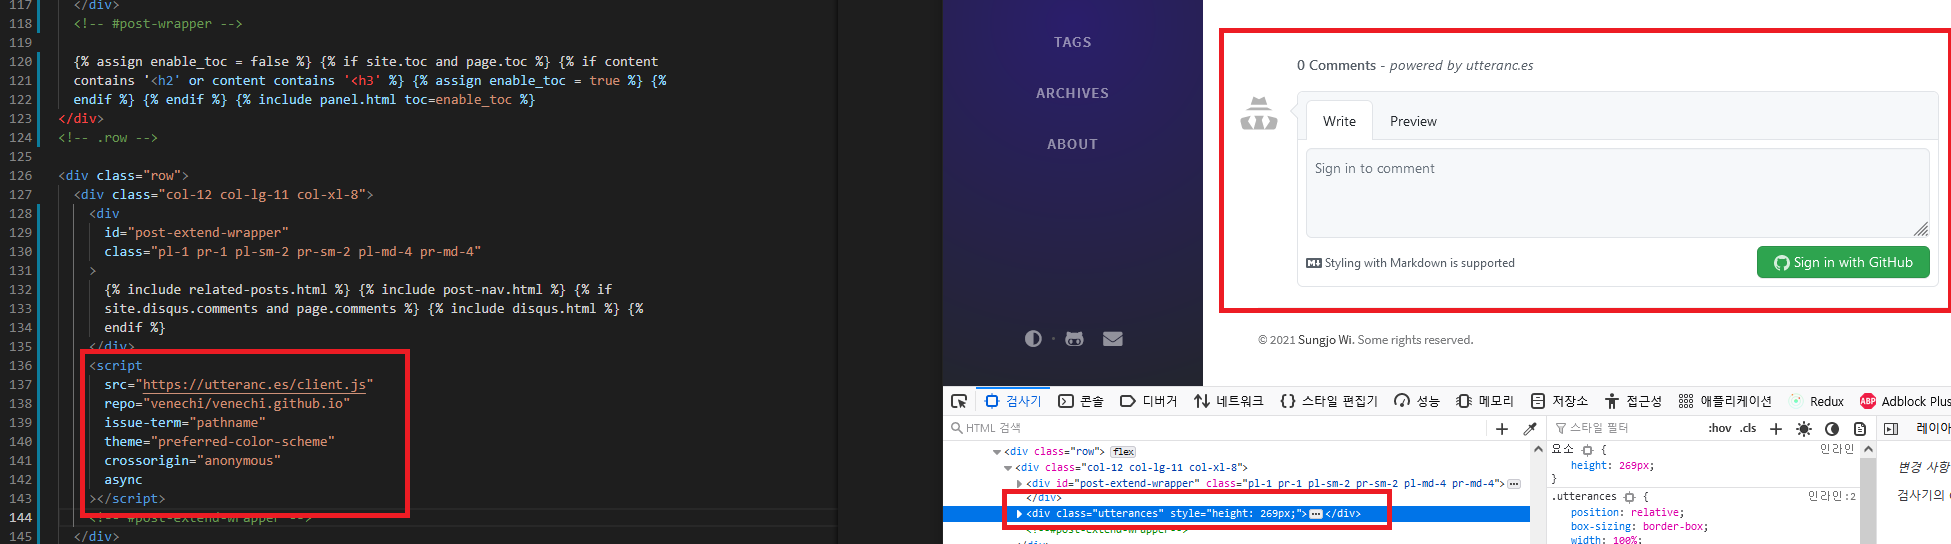 117 </div>
118 <!-- #post-wrapper -->
119
120 {% assign enable_toc = false %} {% if site.toc and page.toc %} {% if content
121 contains '<h2' or content contains '<h3' %} {% assign enable_toc = true %} {%
122 endif %} {% endif %} {% include panel.html toc=enable_toc %}
123 </div>
124 <!-- .row -->
125
126 <div class="row">
127 <div class="col-12 col-lg-11 col-xl-8">
128 <div
129 id="post-extend-wrapper"
130 class="pl-1 pr-1 pl-sm-2 pr-sm-2 pl-md-4 pr-md-4"
131 >
132 {% include related-posts.html %} {% include post-nav.html %} {% if
133 site.disqus.comments and page.comments %} {% include disqus.html %} {%
134 endif %}
135 </div>
136 <script
137 src="https://utteranc.es/client.js"
138 repo="venechi/venechi.github.io"
139 issue-term="pathname"
140 theme="preferred-color-scheme"
141 crossorigin="anonymous"
142 async
143 ></script>
144 <!-- #post-extend-wrapper -->
145 </div>
TAGS
ARCHIVES
ABOUT
0 Comments - powered by utteranc.es
Write Preview
Sign in to comment
Styling with Markdown is supported
Sign in with GitHub
© 2021 Sungjo Wi. Some rights reserved.
검사기 콘솔 디버거 네트워크 스타일 편집기 성능 메모리 저장소 접근성 애플리케이션 Redux Adblock Plus
HTML 검색
<div class="row"> flex
<div class="col-12 col-lg-11 col-xl-8">
<div id="post-extend-wrapper" class="pl-1 pr-1 pl-sm-2 pr-sm-2 pl-md-4 pr-md-4">
</div>
<div class="utterances" style="height: 269px;"> </div>
<!--#post-extend-wrapper-->
스타일 필터 :hov .cls
요소 { 인라인
height: 269px;
}
.utterances { 인라인:2
position: relative;
box-sizing: border-box;
width: 100%;
레이아
변경 사항
검사기의